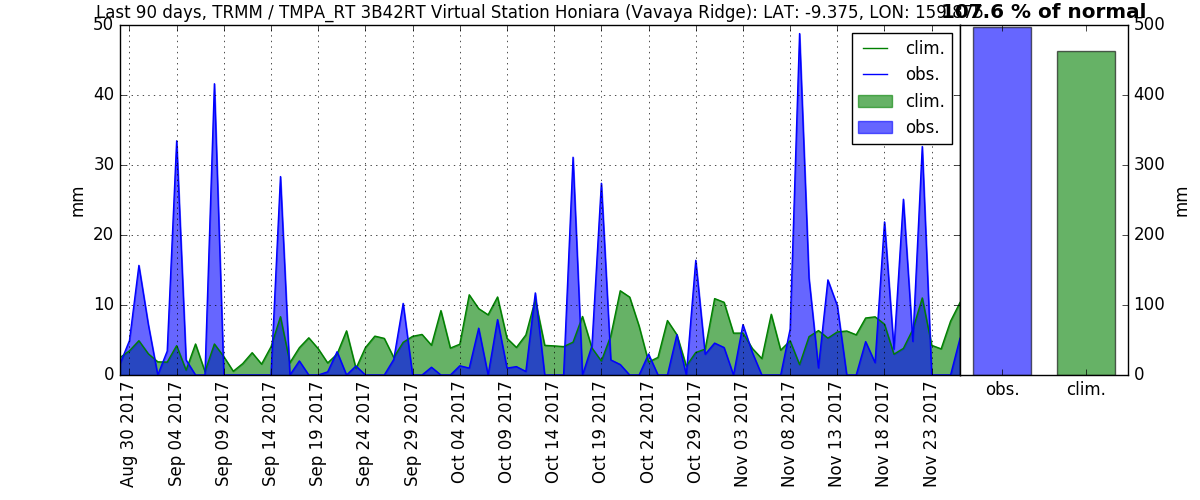 Last 90 days, TRMM / TMPA_RT 3B42RT Virtual Station Honiara (Vavaya Ridge): LAT: -9.375, LON:
107.6 % of normal
50
40
30
20
10
0
mm
clim.
obs.
clim.
obs.
500
400
300
200
100
0
mm
obs.
clim.
Aug 30 2017
Sep 04 2017
Sep 09 2017
Sep 14 2017
Sep 19 2017
Sep 24 2017
Sep 29 2017
Oct 04 2017
Oct 09 2017
Oct 14 2017
Oct 19 2017
Oct 24 2017
Oct 29 2017
Nov 03 2017
Nov 08 2017
Nov 13 2017
Nov 18 2017
Nov 23 2017